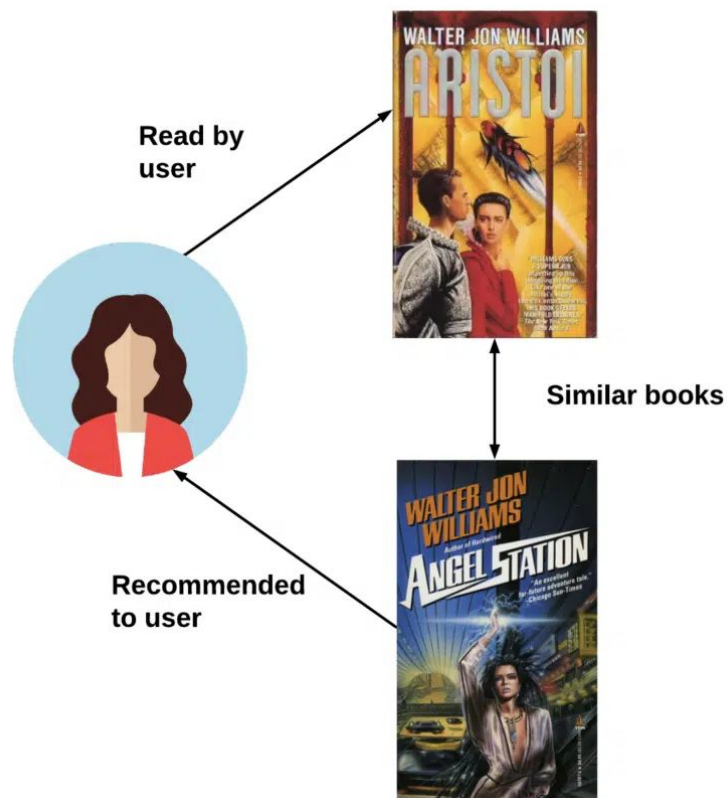 WALTER JON WILLIAMS
ARISTOI
Read by
user
Similar books
WALTER JON
WILLIAMS
Author of Hardwired
ANGEL STATION
"An excellent
far-future adventure tale."
-Chicago Sun-Times
Recommended
to user